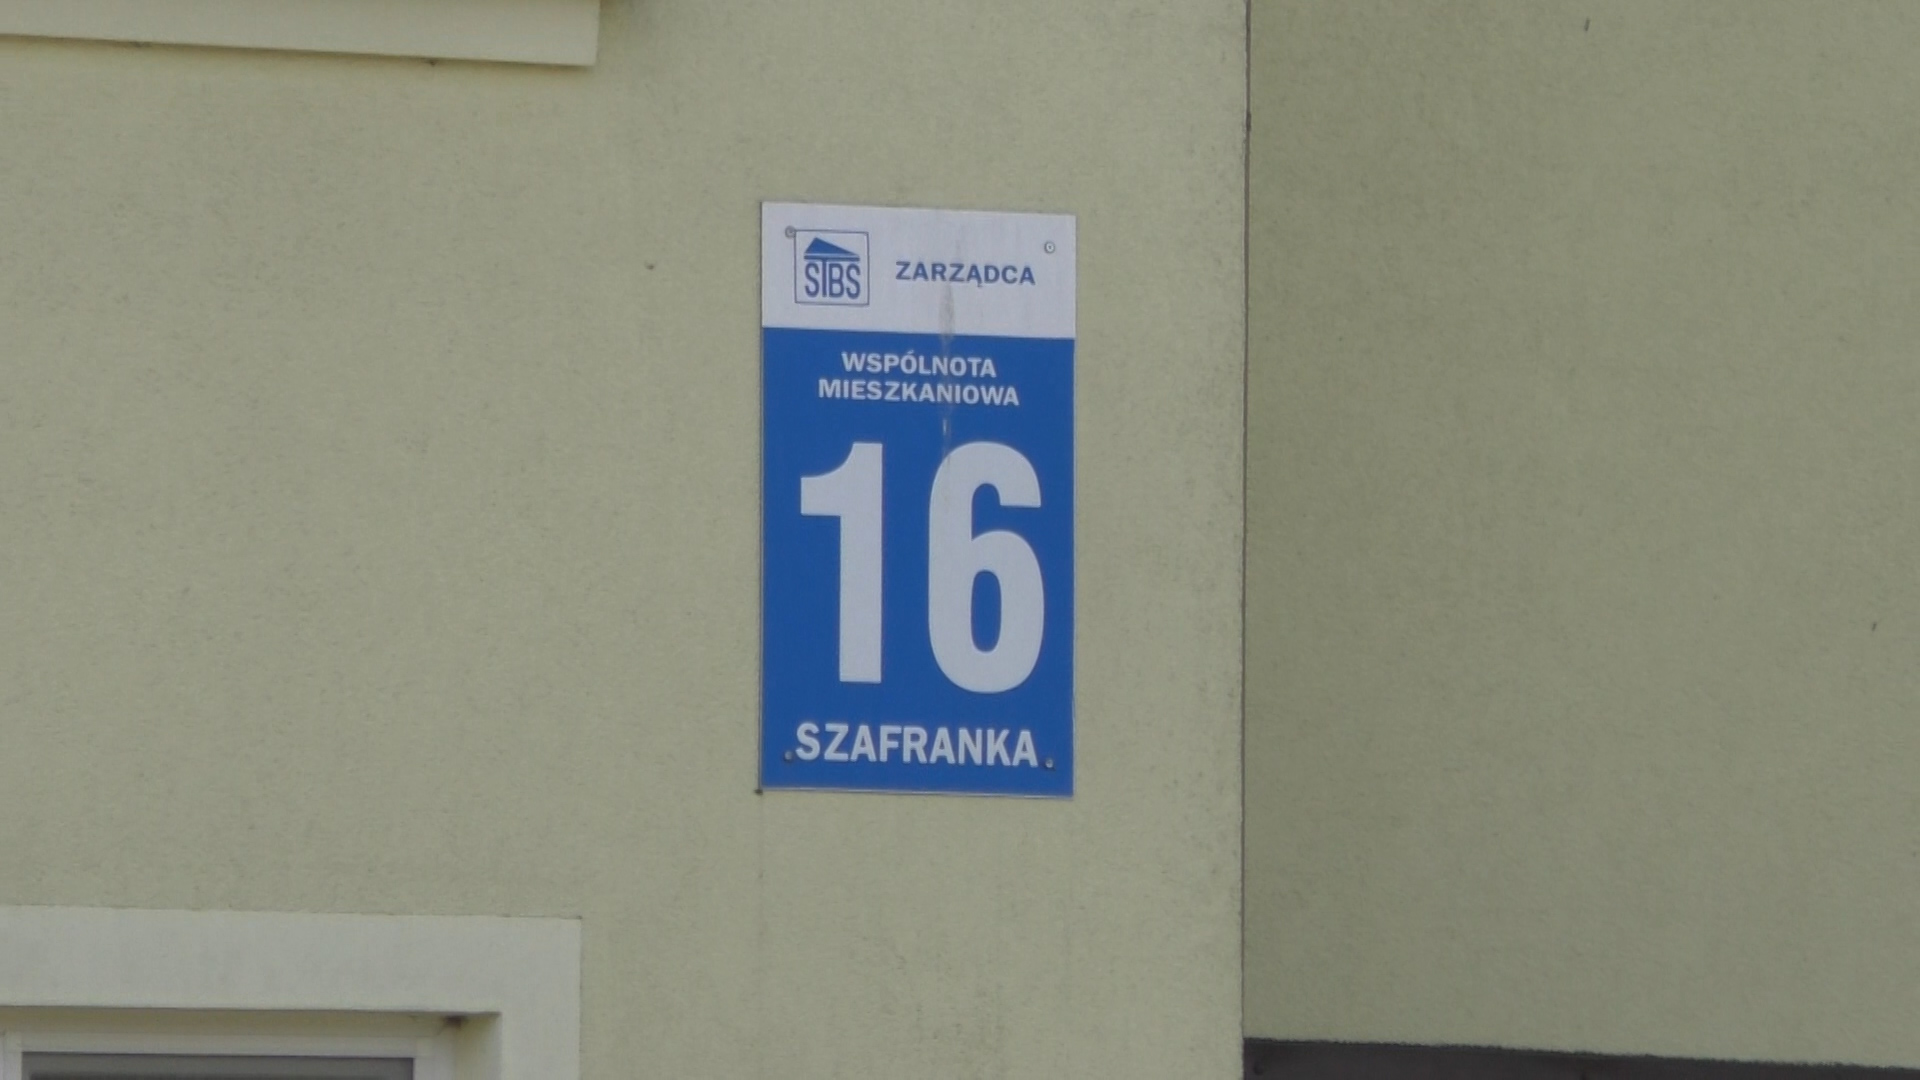 STBS ZARZĄDCA
WSPÓLNOTA
MIESZKANIOWA
16
SZAFRANKA